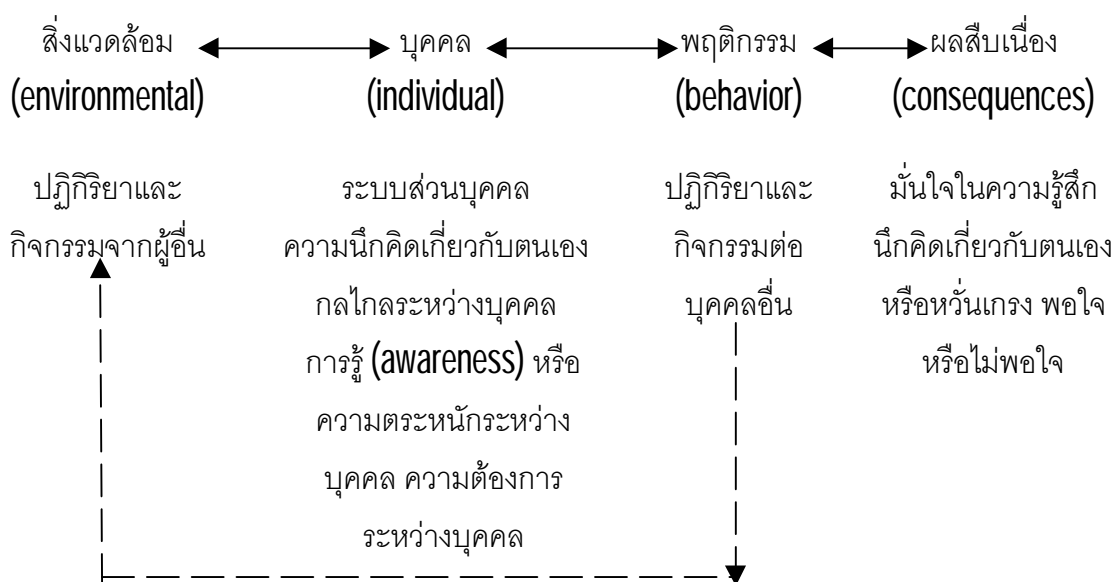 สิ่งแวดล้อม บุคคล พฤติกรรม ผลสืบเนื่อง
(environmental) (individual) (behavior) (consequences)
ปฏิกิริยาและ
กิจกรรมจากผู้อื่น
ระบบส่วนบุคคล
ความนึกคิดเกี่ยวกับตนเอง
กลไกลระหว่างบุคคล
การรู้ (awareness) หรือ
ความตระหนักระหว่าง
บุคคล ความต้องการ
ระหว่างบุคคล
ปฏิกิริยาและ
กิจกรรมต่อ
บุคคลอื่น
มั่นใจในความรู้สึก
นึกคิดเกี่ยวกับตนเอง
หรือหวั่นเกรง พอใจ
หรือไม่พอใจ